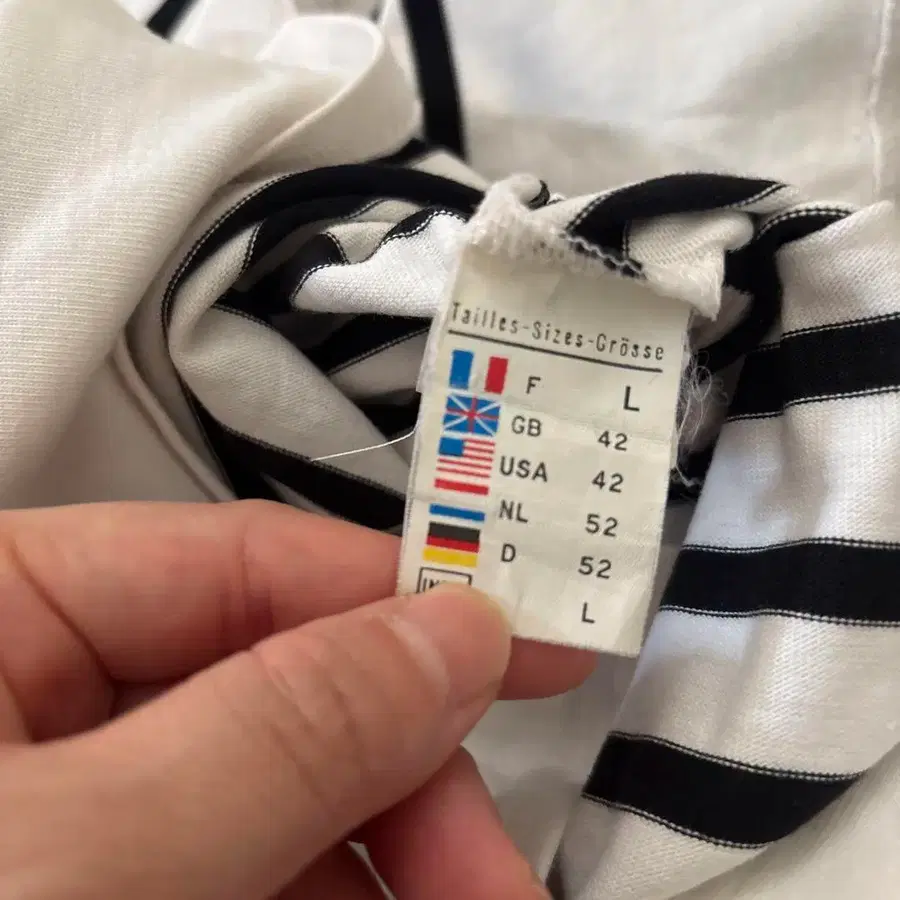 Tailles-Sizes-Grösse
F L
GB 42
USA 42
NL 52
D 52
L